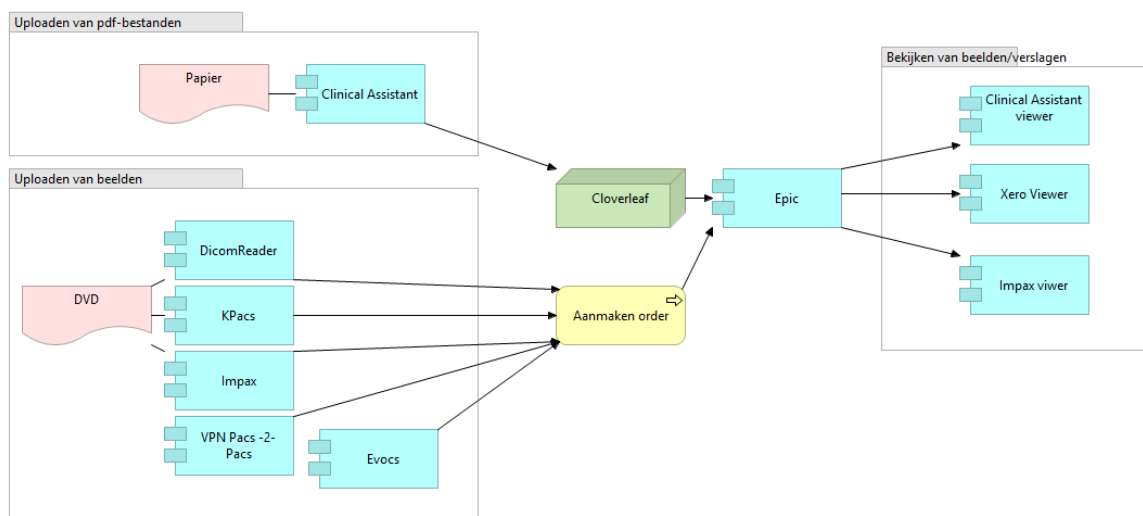 Uploaden van pdf-bestanden
Papier
Clinical Assistant
Uploaden van beelden
DicomReader
DVD
KPacs
Impax
VPN Pacs -2-
Pacs
Evocs
Cloverleaf
Aanmaken order
Epic
Bekijken van beelden/verslagen
Clinical Assistant
viewer
Xero Viewer
Impax viwer